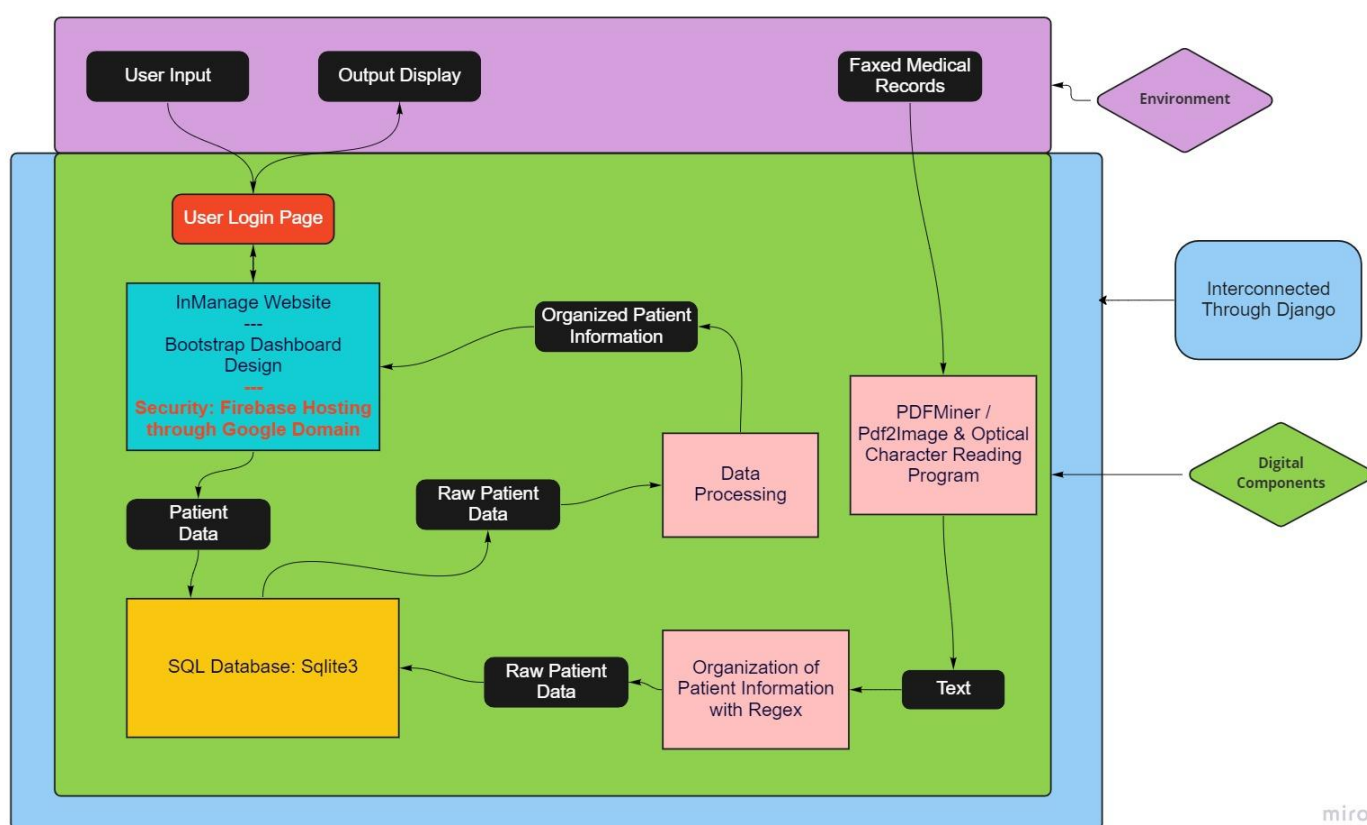 User Input
Output Display
Faxed Medical
Records
Environment
User Login Page
InManage Website
---
Bootstrap Dashboard
Design
---
Security: Firebase Hosting
through Google Domain
Organized Patient
Information
Interconnected
Through Django
PDFMiner /
Pdf2Image & Optical
Character Reading
Program
Data
Processing
Digital
Components
Raw Patient
Data
Patient
Data
SQL Database: Sqlite3
Raw Patient
Data
Organization of
Patient Information
with Regex
Text
miro